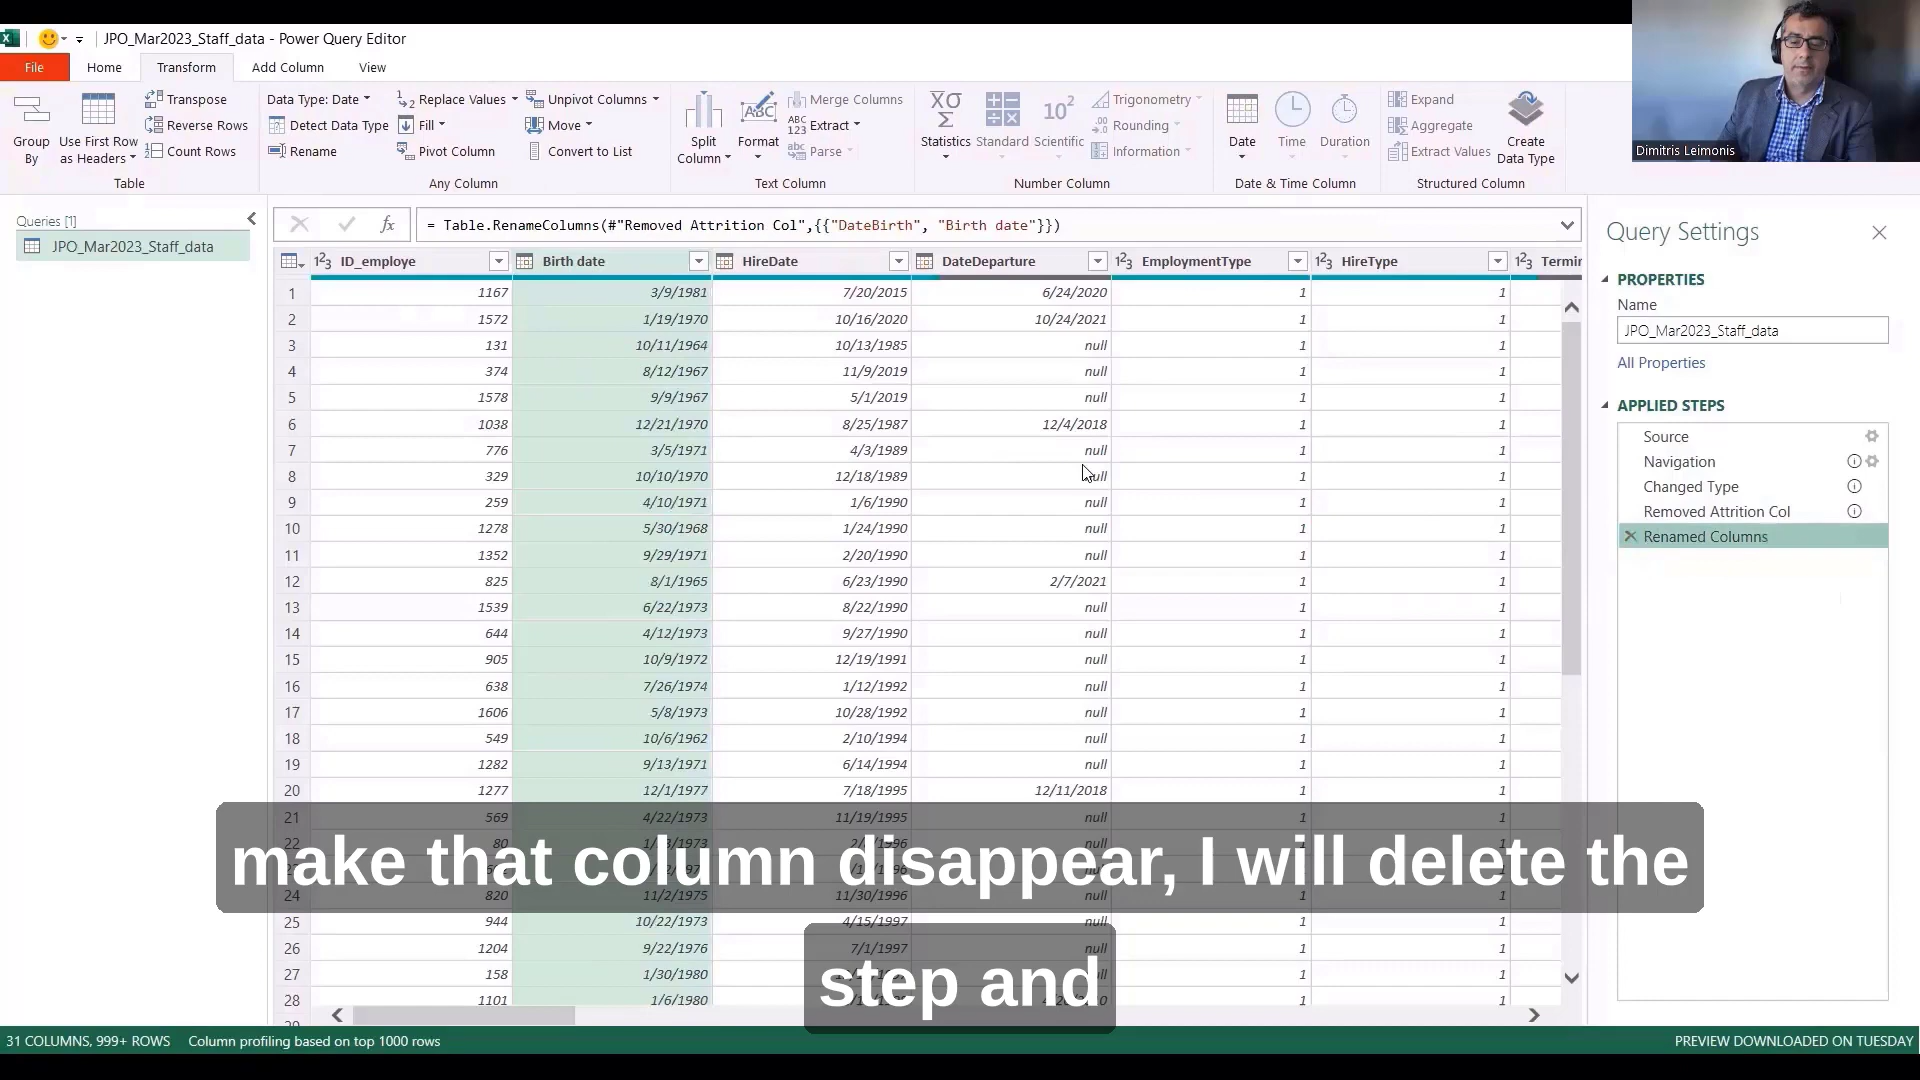 JPO_Mar2023_Staff_data - Power Query Editor
File Home Transform Add Column View
Group By
Use First Row as Headers
Transpose
Reverse Rows
Count Rows
Table
Data Type: Date
Detect Data Type
Rename
Replace Values
Fill
Pivot Column
Unpivot Columns
Move
Convert to List
Any Column
Split Column
Format
Merge Columns
Extract
Parse
Text Column
Statistics
Standard
Scientific
Trigonometry
Rounding
Information
Number Column
Date
Time
Duration
Date & Time Column
Expand
Aggregate
Extract Values
Create Data Type
Structured Column
Dimitris Leimonis
Queries [1]
JPO_Mar2023_Staff_data
= Table.RenameColumns(#"Removed Attrition Col",{{"DateBirth", "Birth date"}})
ID_employe Birth date HireDate DateDeparture EmploymentType HireType Termin
1 1167 3/9/1981 7/20/2015 6/24/2020 1 1
2 1572 1/19/1970 10/16/2020 10/24/2021 1 1
3 131 10/11/1964 10/13/1985 null 1 1
4 374 8/12/1967 11/9/2019 null 1 1
5 1578 9/9/1967 5/1/2019 null 1 1
6 1038 12/21/1970 8/25/1987 12/4/2018 1 1
7 776 3/5/1971 4/3/1989 null 1 1
8 329 10/10/1970 12/18/1989 null 1 1
9 259 4/10/1971 1/6/1990 null 1 1
10 1278 5/30/1968 1/24/1990 null 1 1
11 1352 9/29/1971 2/20/1990 null 1 1
12 825 8/1/1965 6/23/1990 2/7/2021 1 1
13 1539 6/22/1973 8/22/1990 null 1 1
14 644 4/12/1973 9/27/1990 null 1 1
15 905 10/9/1972 12/19/1991 null 1 1
16 638 7/26/1974 1/12/1992 null 1 1
17 1606 5/8/1973 10/28/1992 null 1 1
18 549 10/6/1962 2/10/1994 null 1 1
19 1282 9/13/1971 6/14/1994 null 1 1
20 1277 12/1/1977 7/18/1995 12/11/2018 1 1
21 569 4/22/1973 11/19/1995 null 1 1
22 80
24 820 11/2/1975 11/30/1996 null 1 1
25 944 10/22/1973 4/15/1997 null 1 1
26 1204 9/22/1976 7/1/1997 null 1 1
27 158 1/30/1980 null 1 1
28 1101 1/6/1980 1 1
make that column disappear, I will delete the
step and
Query Settings
PROPERTIES
Name
JPO_Mar2023_Staff_data
All Properties
APPLIED STEPS
Source
Navigation
Changed Type
Removed Attrition Col
Renamed Columns
31 COLUMNS, 999+ ROWS Column profiling based on top 1000 rows
PREVIEW DOWNLOADED ON TUESDAY